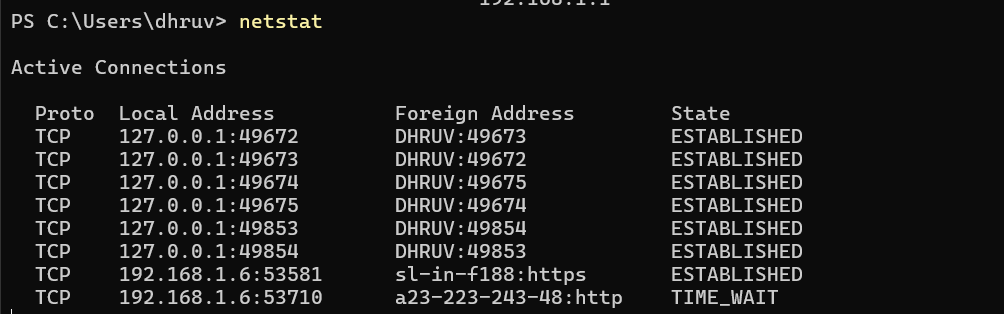 192.168.1.1
PS C:\Users\dhruv> netstat
Active Connections
Proto  Local Address          Foreign Address        State
TCP    127.0.0.1:49672        DHRUV:49673            ESTABLISHED
TCP    127.0.0.1:49673        DHRUV:49672            ESTABLISHED
TCP    127.0.0.1:49674        DHRUV:49675            ESTABLISHED
TCP    127.0.0.1:49675        DHRUV:49674            ESTABLISHED
TCP    127.0.0.1:49853        DHRUV:49854            ESTABLISHED
TCP    127.0.0.1:49854        DHRUV:49853            ESTABLISHED
TCP    192.168.1.6:53581      sl-in-f188:https       ESTABLISHED
TCP    192.168.1.6:53710      a23-223-243-48:http    TIME_WAIT